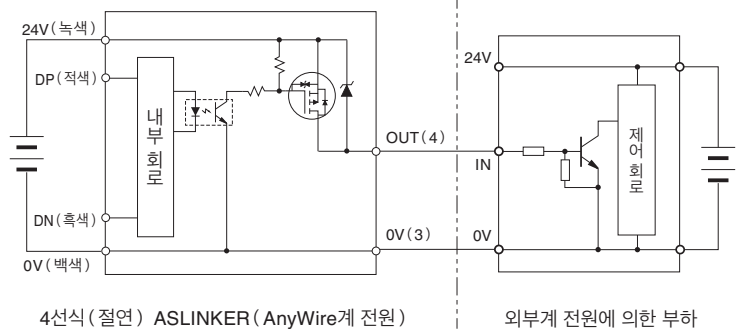 24V(녹색)
DP(적색)
내부 회로
DN(흑색)
0V(백색)
OUT(4)
0V(3)
24V
IN
0V
제어 회로
4선식(절연) ASLINKER(AnyWire계 전원)
외부계 전원에 의한 부하